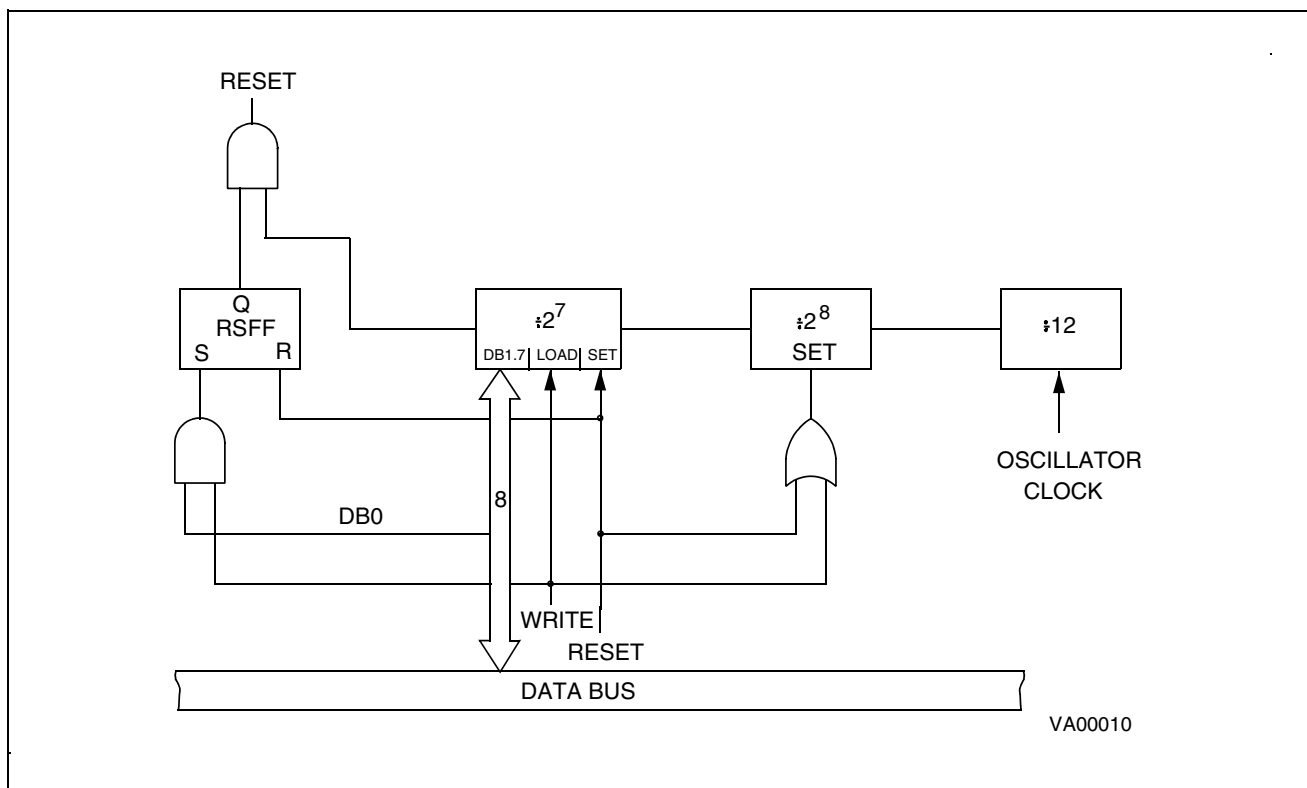 RESET
Q
RSFF
S R
÷2⁷
DB1.7 LOAD SET
÷2⁸
SET
÷12
OSCILLATOR
CLOCK
8
DB0
WRITE
RESET
DATA BUS
VA00010